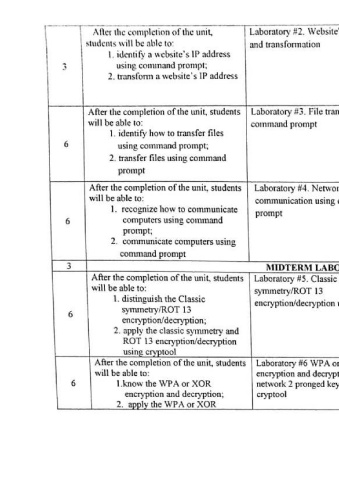 After the completion of the unit,
students will be able to:
1. identify a website's IP address
using command prompt;
2. transform a website's IP address
3
Laboratory #2. Website'
and transformation
After the completion of the unit, students
will be able to:
1. identify how to transfer files
using command prompt;
2. transfer files using command
prompt
6
Laboratory #3. File tran
command prompt
After the completion of the unit, students
will be able to:
1. recognize how to communicate
computers using command
prompt;
2. communicate computers using
command prompt
6
Laboratory #4. Networ
communication using
prompt
3
MIDTERM LABO
After the completion of the unit, students
will be able to:
1. distinguish the Classic
symmetry/ROT 13
encryption/decryption;
2. apply the classic symmetry and
ROT 13 encryption/decryption
using cryptool
6
Laboratory #5. Classic
symmetry/ROT 13
encryption/decryption
After the completion of the unit, students
will be able to:
1.know the WPA or XOR
encryption and decryption;
2. apply the WPA or XOR
6
Laboratory #6 WPA or
encryption and decrypt
network 2 pronged key
cryptool